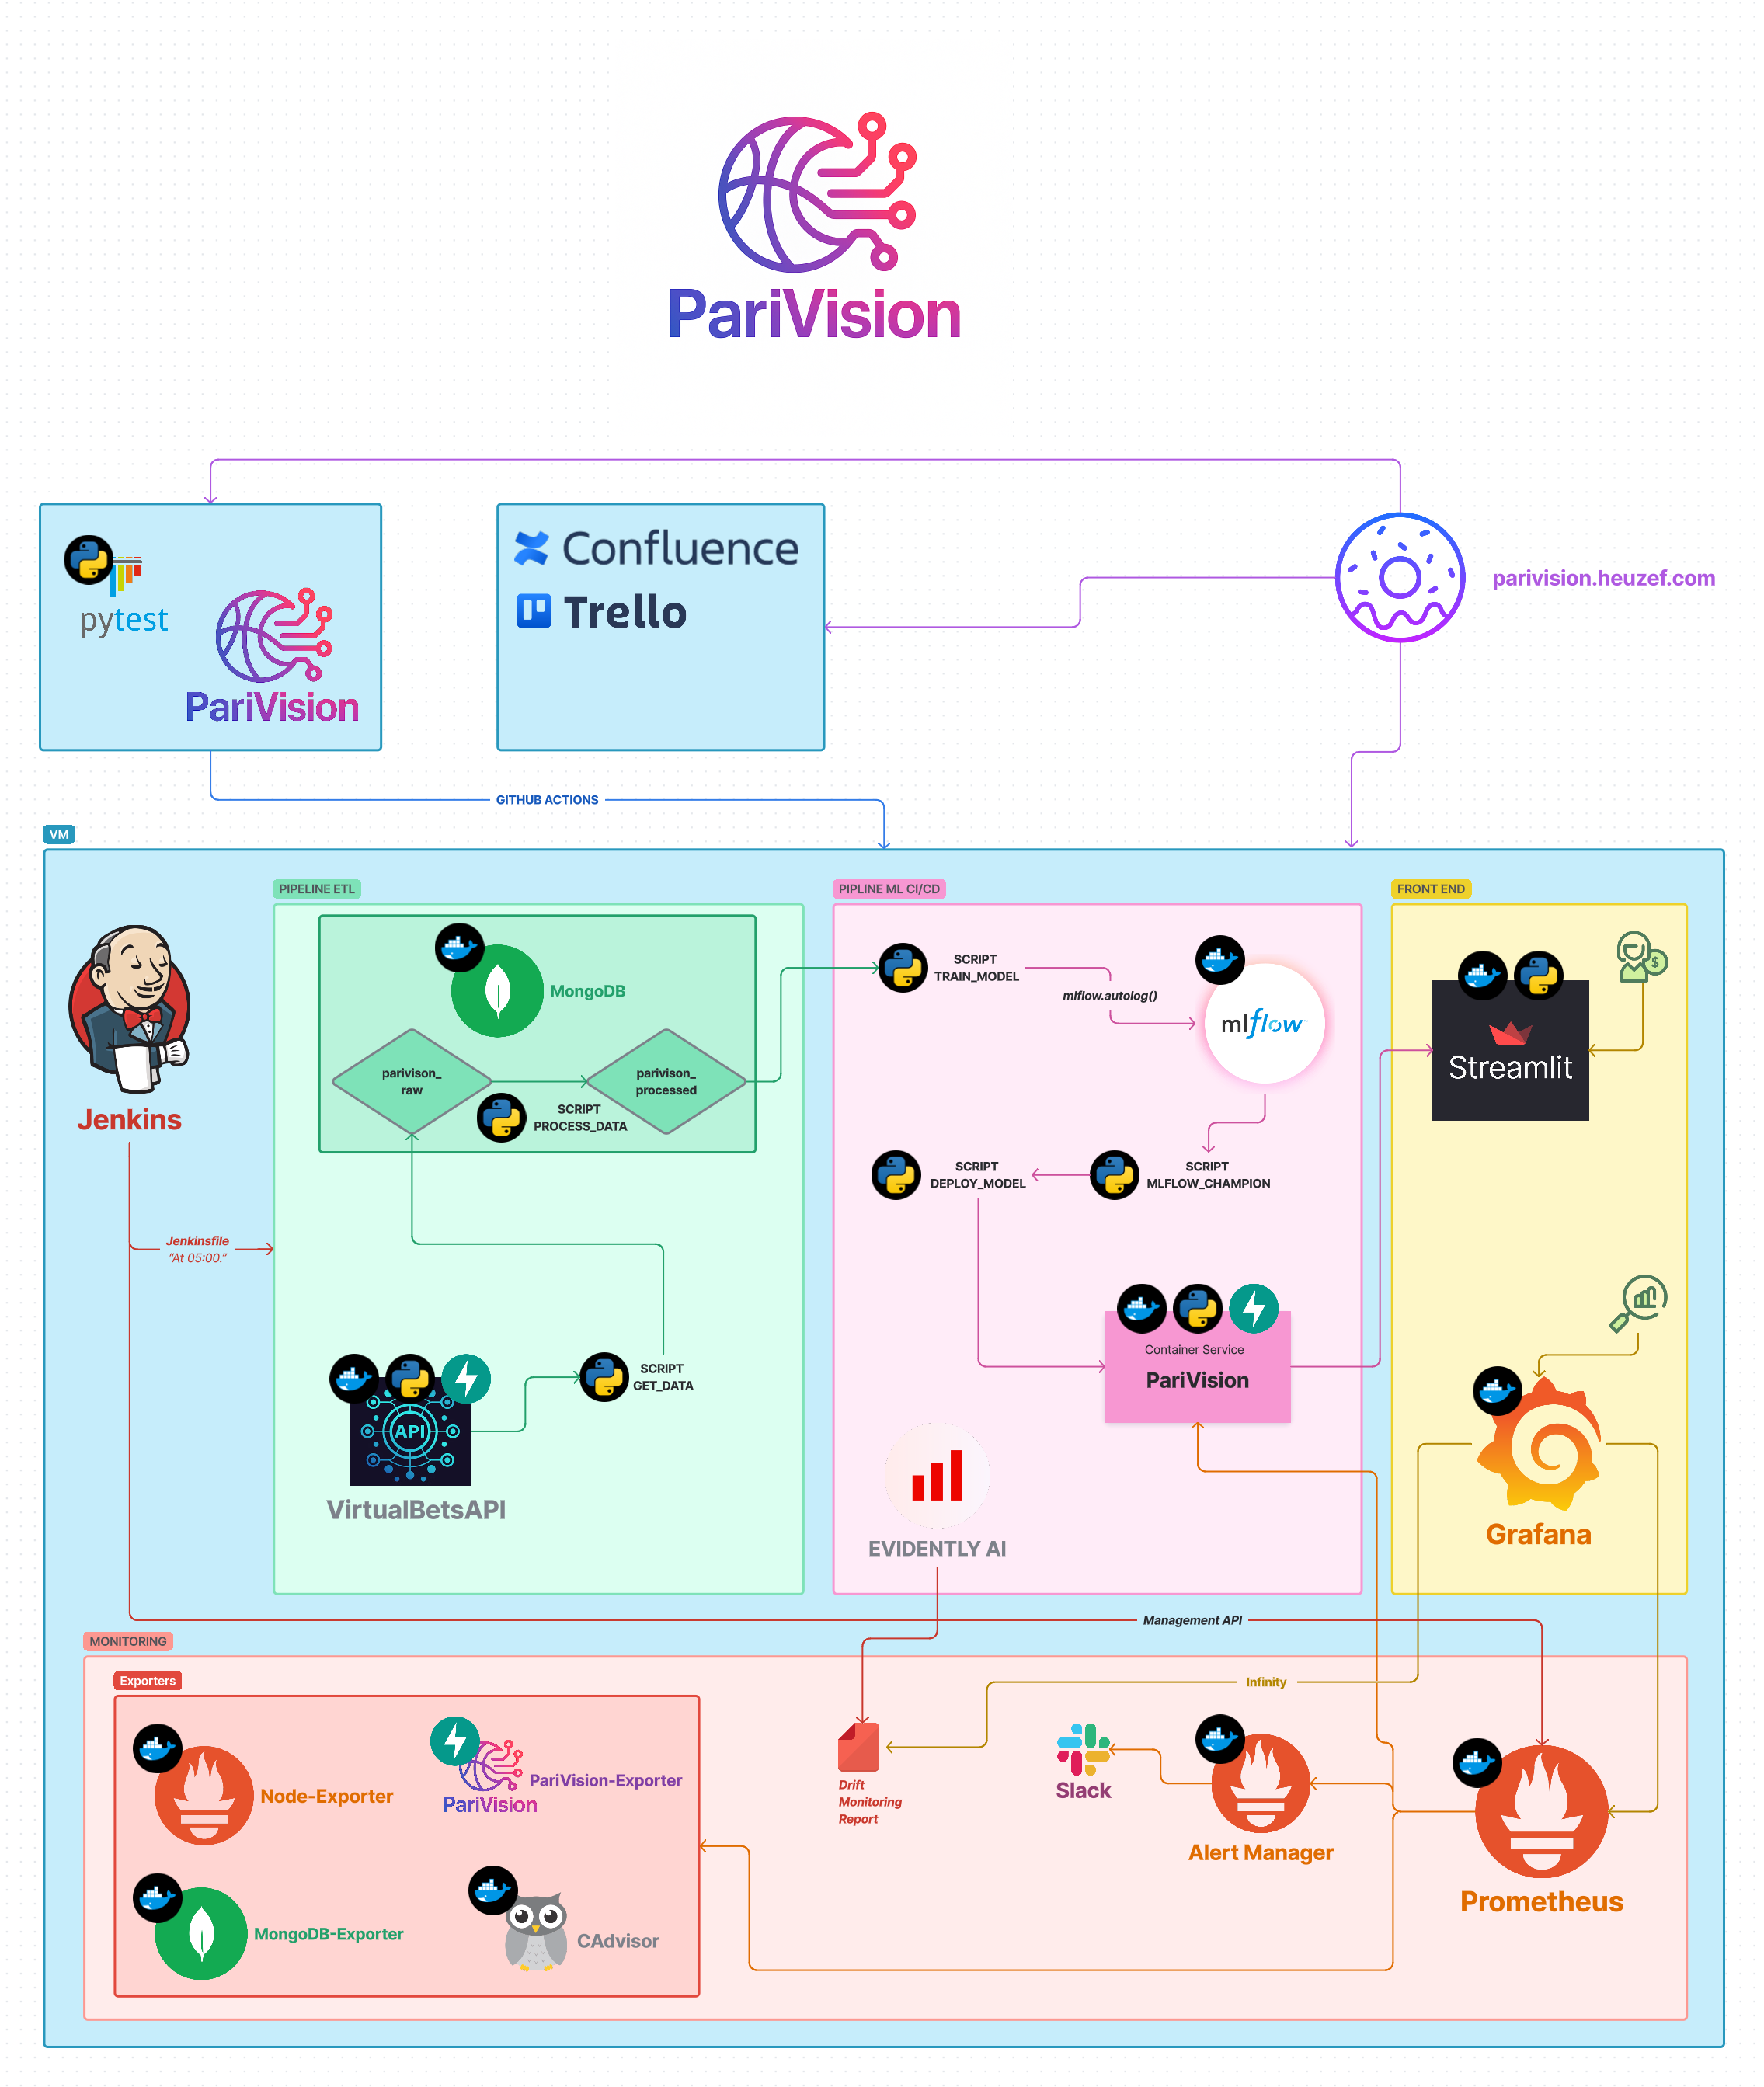 PariVision
pytest
PariVision
Confluence
Trello
parivision.heuzef.com
GITHUB ACTIONS
VM
PIPELINE ETL
PIPLINE ML CI/CD
FRONT END
MongoDB
parivison_
raw
parivison_
processed
SCRIPT
PROCESS_DATA
SCRIPT
TRAIN_MODEL
mlflow.autolog()
mlflow™
$
Streamlit
Jenkins
SCRIPT
DEPLOY_MODEL
SCRIPT
MLFLOW_CHAMPION
Jenkinsfile
"At 05:00."
Container Service
PariVision
SCRIPT
GET_DATA
API
VirtualBetsAPI
EVIDENTLY AI
Grafana
Management API
MONITORING
Exporters
Infinity
Node-Exporter
PariVision-Exporter
PariVision
Drift
Monitoring
Report
Slack
Alert Manager
Prometheus
MongoDB-Exporter
CAdvisor